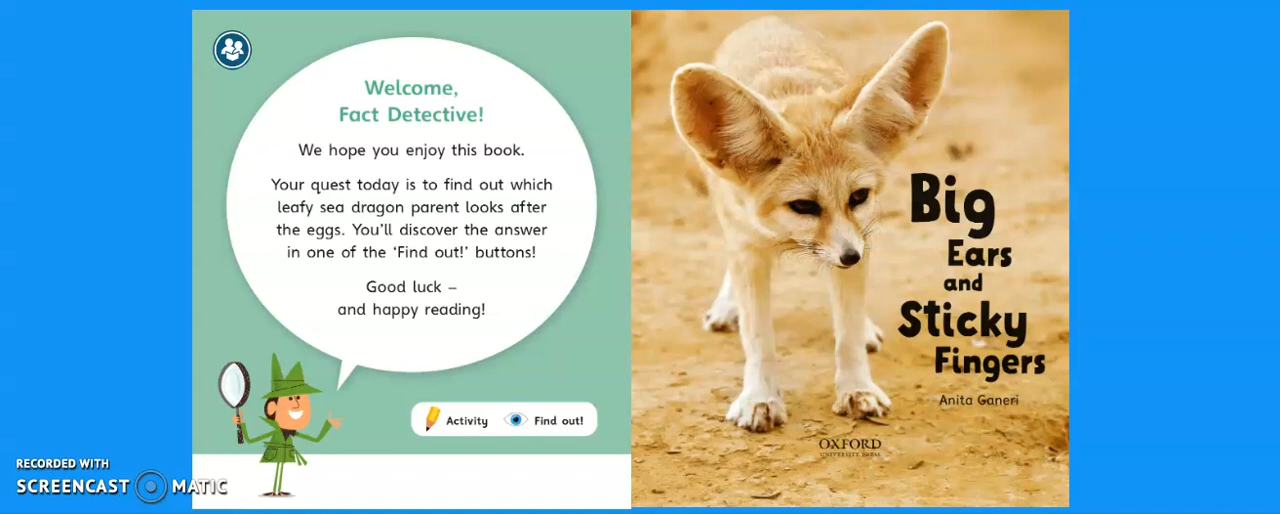 Welcome,
Fact Detective!
We hope you enjoy this book.
Your quest today is to find out which
leafy sea dragon parent looks after
the eggs. You’ll discover the answer
in one of the ‘Find out!’ buttons!
Good luck –
and happy reading!
Activity
Find out!
Big
Ears
and
Sticky
Fingers
Anita Ganeri
OXFORD
UNIVERSITY PRESS
RECORDED WITH
SCREENCAST MATIC